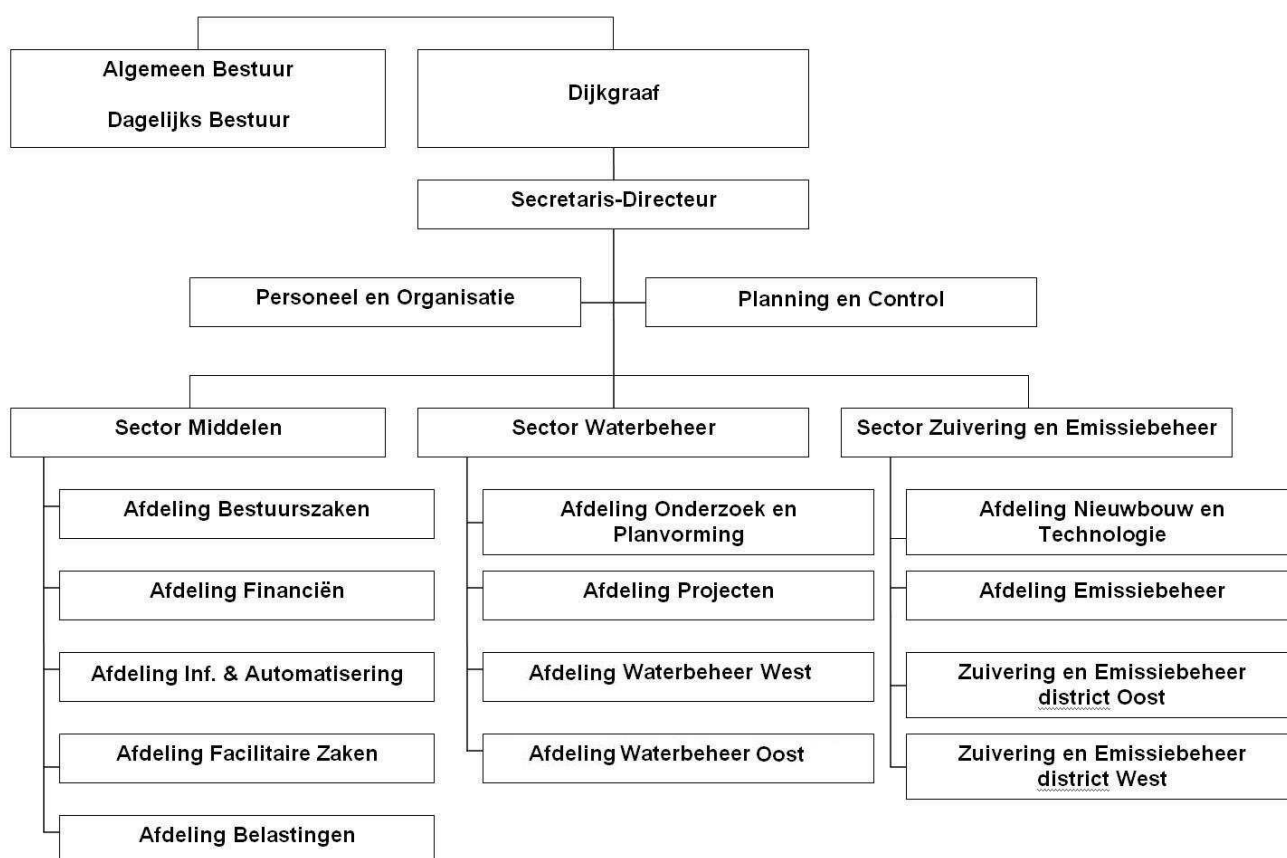 Algemeen Bestuur
Dagelijks Bestuur
Dijkgraaf
Secretaris-Directeur
Personeel en Organisatie
Planning en Control
Sector Middelen
Afdeling Bestuurszaken
Afdeling Financiën
Afdeling Inf. & Automatisering
Afdeling Facilitaire Zaken
Afdeling Belastingen
Sector Waterbeheer
Afdeling Onderzoek en
Planvorming
Afdeling Projecten
Afdeling Waterbeheer West
Afdeling Waterbeheer Oost
Sector Zuivering en Emissiebeheer
Afdeling Nieuwbouw en
Technologie
Afdeling Emissiebeheer
Zuivering en Emissiebeheer
district Oost
Zuivering en Emissiebeheer
district West